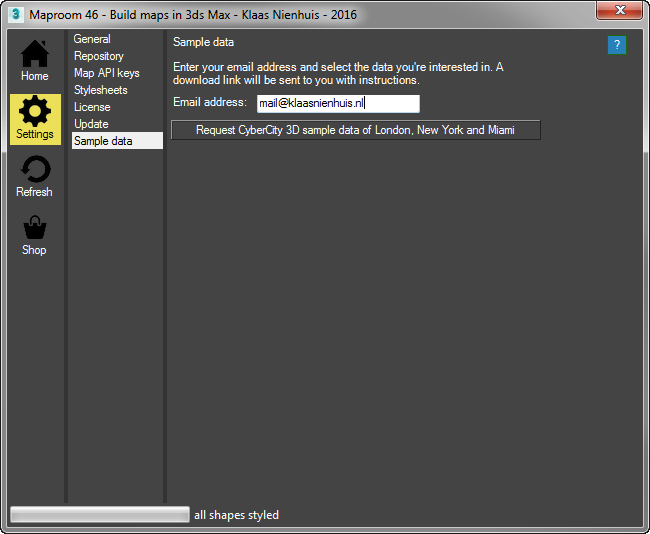 Maproom 46 - Build maps in 3ds Max - Klaas Nienhuis - 2016
Home
Settings
Refresh
Shop
General
Repository
Map API keys
Stylesheets
License
Update
Sample data
Sample data
?
Enter your email address and select the data you're interested in. A
download link will be sent to you with instructions.
Email address: mail@klaasnienhuis.nl
Request CyberCity 3D sample data of London, New York and Miami
all shapes styled